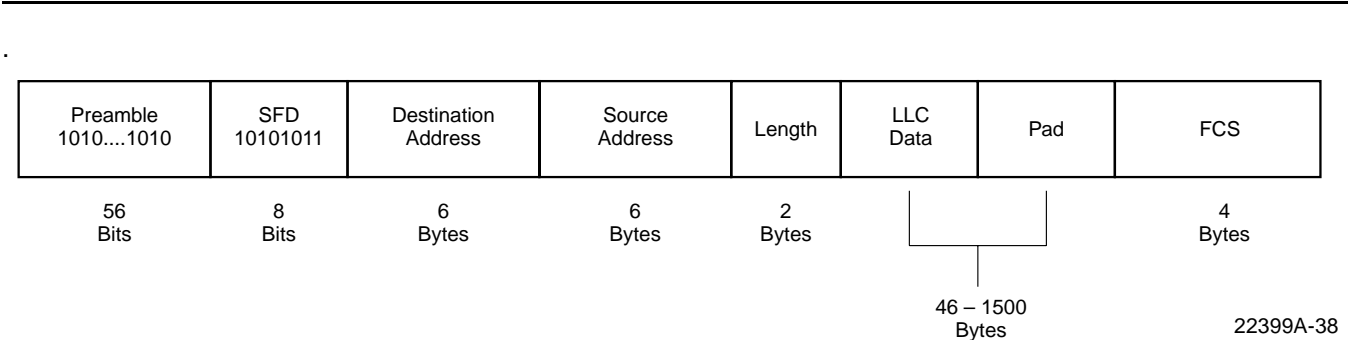 .
Preamble
1010....1010
SFD
10101011
Destination
Address
Source
Address
Length
LLC
Data
Pad
FCS
56
Bits
8
Bits
6
Bytes
6
Bytes
2
Bytes
4
Bytes
46 – 1500
Bytes
22399A-38